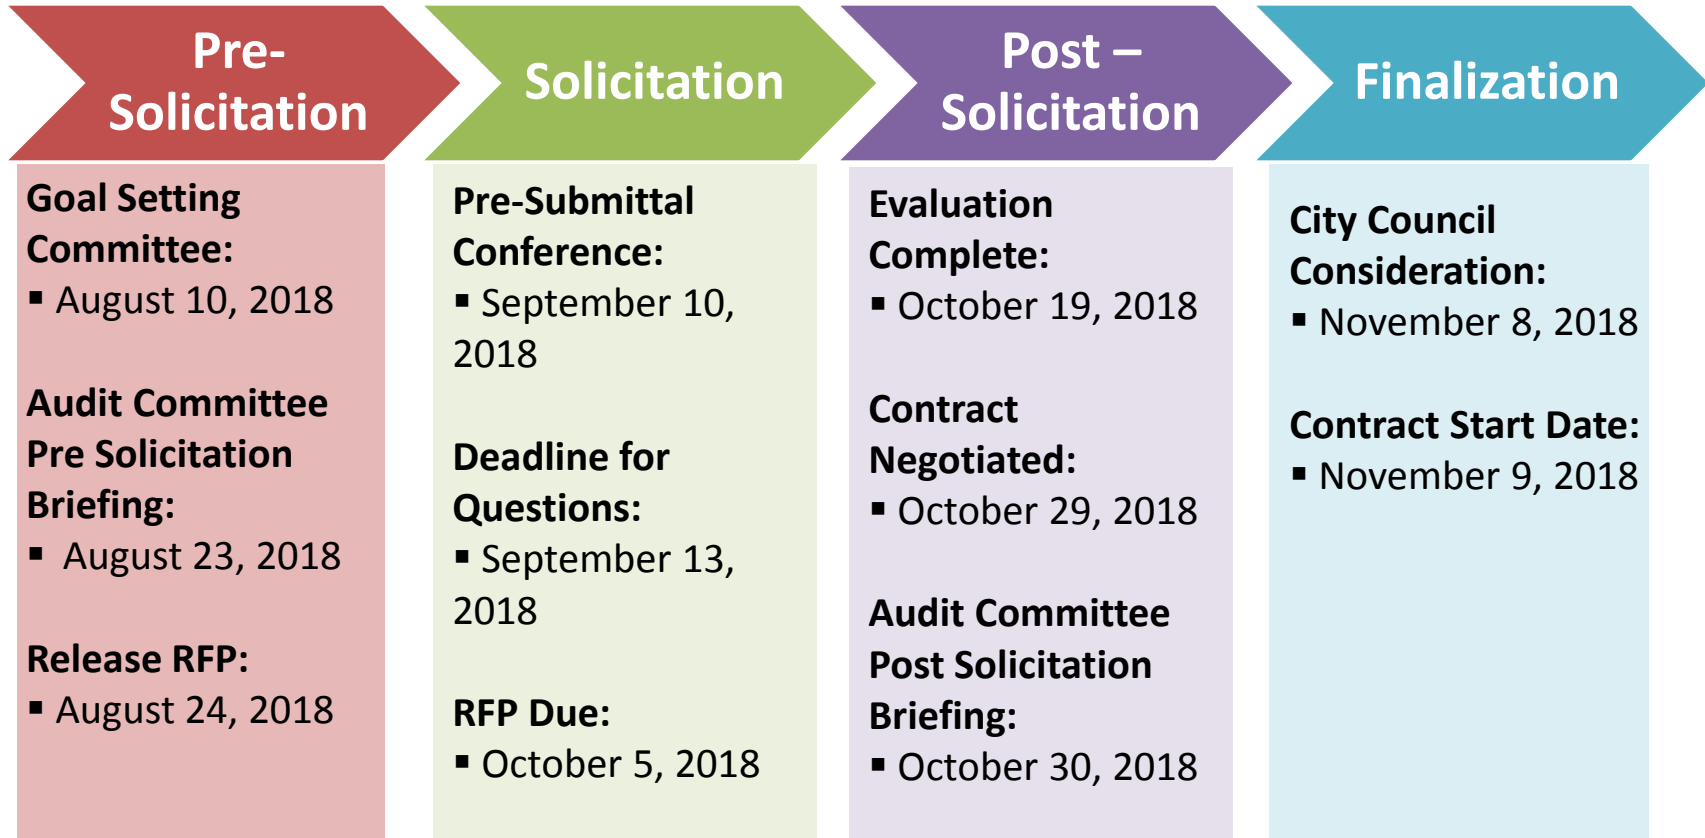 Pre-
Solicitation
Goal Setting
Committee:
▪ August 10, 2018
Audit Committee
Pre Solicitation
Briefing:
▪ August 23, 2018
Release RFP:
▪ August 24, 2018
Solicitation
Pre-Submittal
Conference:
▪ September 10,
2018
Deadline for
Questions:
▪ September 13,
2018
RFP Due:
▪ October 5, 2018
Post –
Solicitation
Evaluation
Complete:
▪ October 19, 2018
Contract
Negotiated:
▪ October 29, 2018
Audit Committee
Post Solicitation
Briefing:
▪ October 30, 2018
Finalization
City Council
Consideration:
▪ November 8, 2018
Contract Start Date:
▪ November 9, 2018